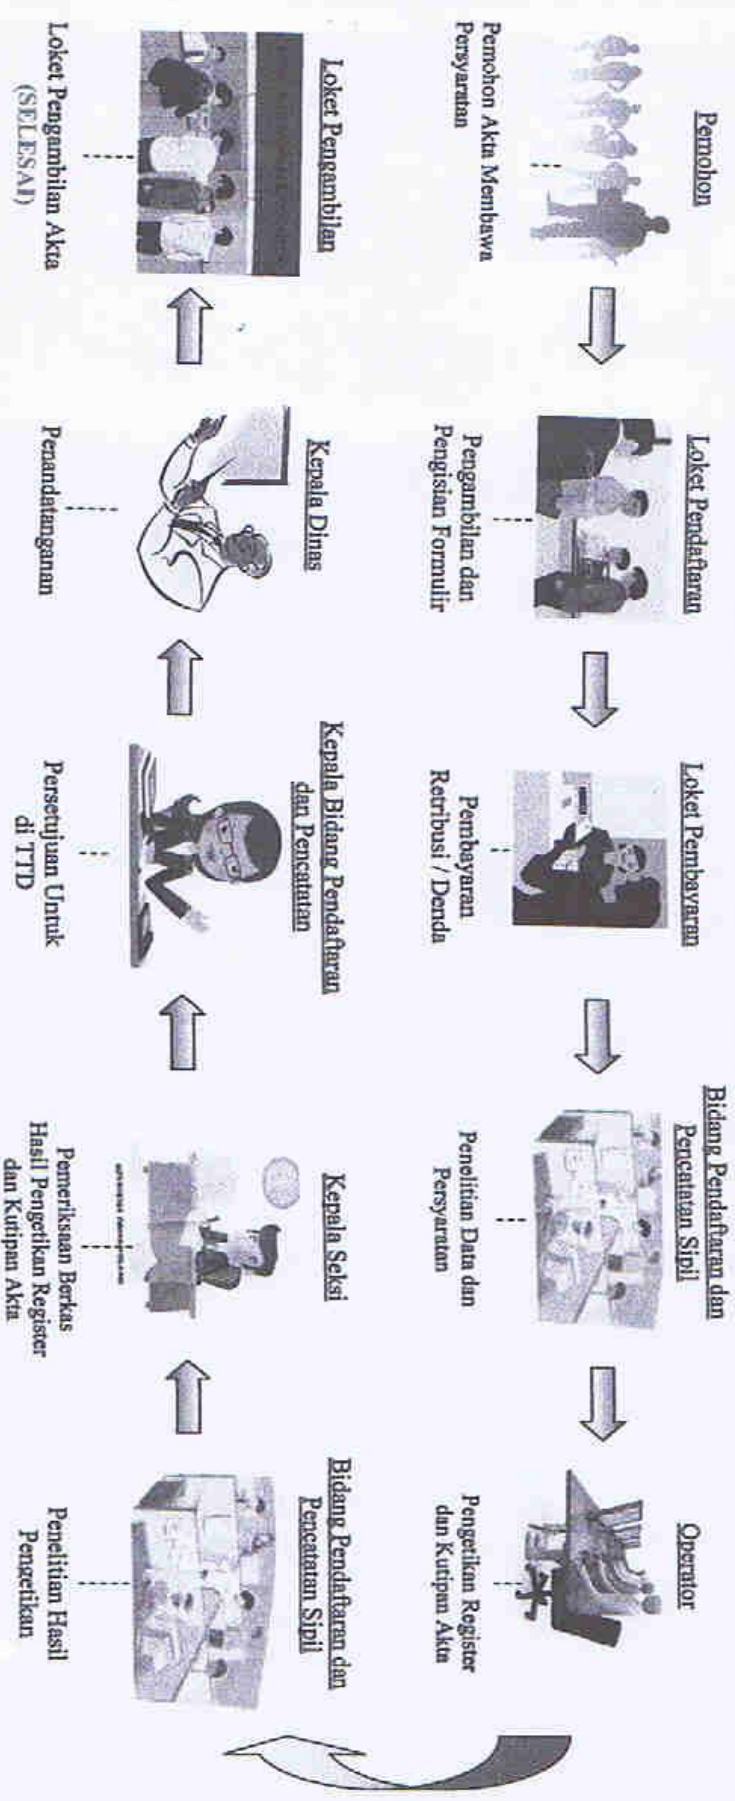 Pemohon
Pemohon Akta Membawa
Persyaratan
Loket Pendaftaran
Pengambilan dan
Pengisian Formulir
Loket Pembayaran
Pembayaran
Retribusi / Denda
Bidang Pendaftaran dan
Pencatatan Sipil
Penelitian Data dan
Persyaratan
Operator
Pengetikan Register
dan Kutipan Akta
Bidang Pendaftaran dan
Pencatatan Sipil
Penelitian Hasil
Pengetikan
Kepala Seksi
Pemeriksaan Berkas
Hasil Pengetikan Register
dan Kutipan Akta
Kepala Bidang Pendaftaran
dan Pencatatan
Persetujuan Untuk
di TTD
Kepala Dinas
Penandatanganan
Loket Pengambilan
Loket Pengambilan Akta
(SELESAI)